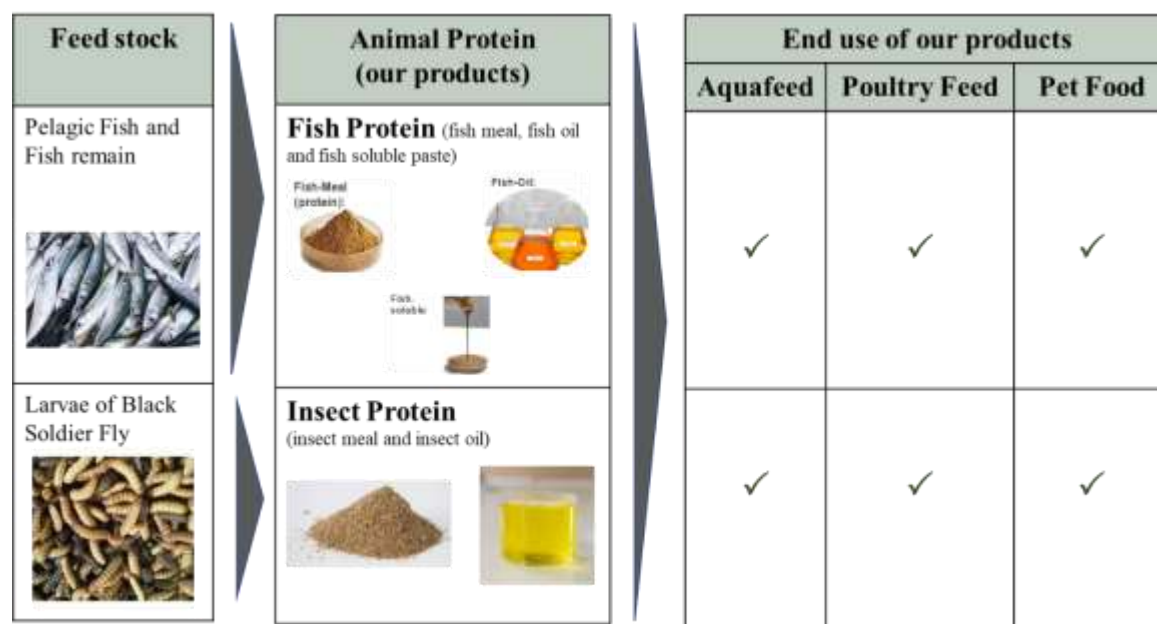 Feed stock
Animal Protein
(our products)
End use of our products
Aquafeed
Poultry Feed
Pet Food
Pelagic Fish and
Fish remain
Fish Protein (fish meal, fish oil
and fish soluble paste)
Fish-Meal
(protein):
Fish-Oil:
Fish
soluble
✓
✓
✓
Larvae of Black
Soldier Fly
Insect Protein
(insect meal and insect oil)
✓
✓
✓